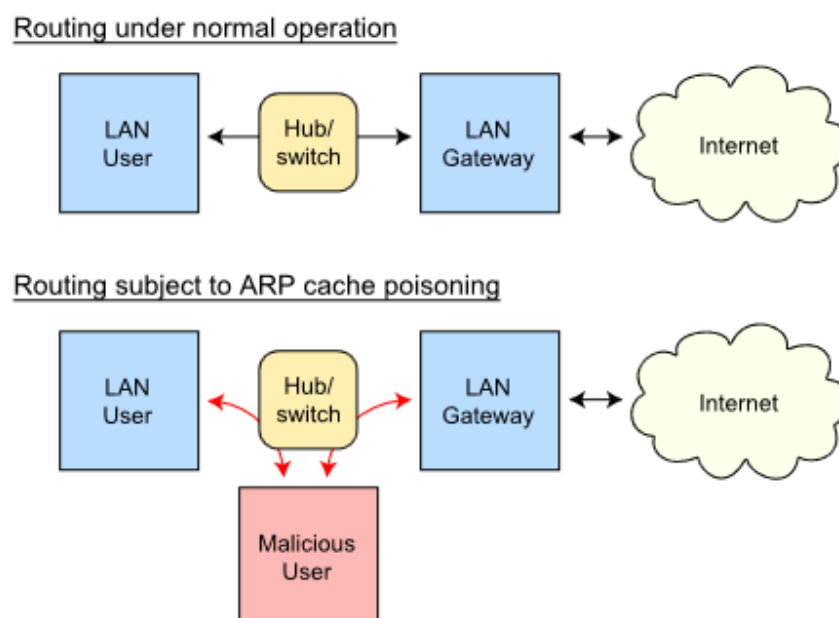 Routing under normal operation
LAN
User
Hub/
switch
LAN
Gateway
Internet
Routing subject to ARP cache poisoning
LAN
User
Hub/
switch
LAN
Gateway
Internet
Malicious
User